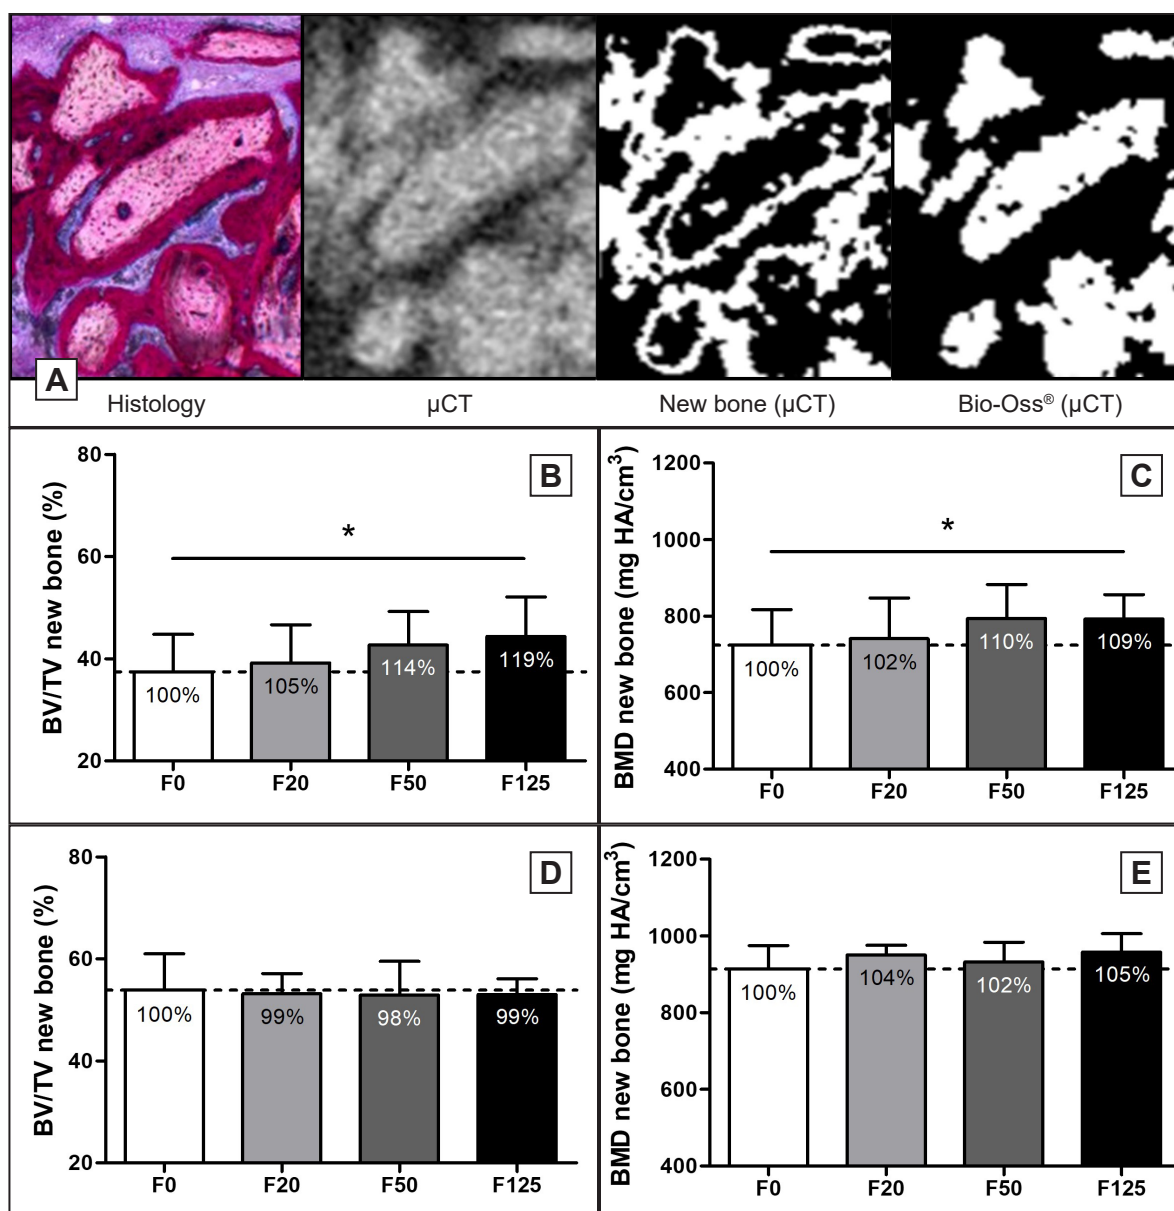 A
Histology
μCT
New bone (μCT)
Bio-Oss® (μCT)
B
BV/TV new bone (%)
80
60
40
20
*
100%
105%
114%
119%
F0
F20
F50
F125
C
BMD new bone (mg HA/cm³)
1200
1000
800
600
400
*
100%
102%
110%
109%
F0
F20
F50
F125
D
BV/TV new bone (%)
80
60
40
20
100%
99%
98%
99%
F0
F20
F50
F125
E
BMD new bone (mg HA/cm³)
1200
1000
800
600
400
100%
104%
102%
105%
F0
F20
F50
F125